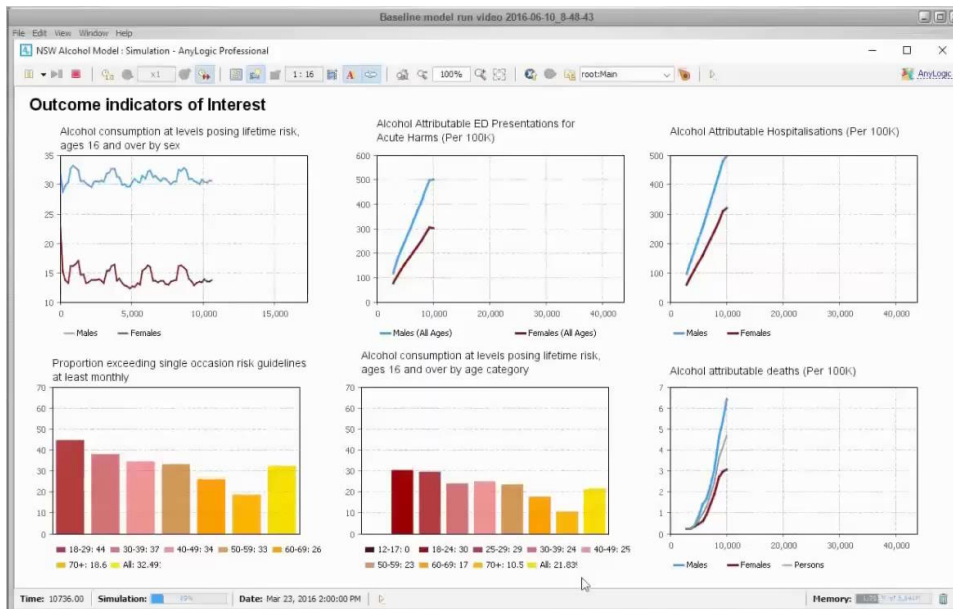 Baseline model run video 2016-06-10_8-48-43
File Edit View Window Help
NSW Alcohol Model : Simulation - AnyLogic Professional
x1
1:16
A
100%
root:Main
AnyLogic
Outcome indicators of Interest
Alcohol consumption at levels posing lifetime risk,
ages 16 and over by sex
35
30
25
20
15
10
0 5,000 10,000 15,000
Males Females
Alcohol Attributable ED Presentations for
Acute Harms (Per 100K)
600
500
400
300
200
100
0
0 10,000 20,000 30,000 40,000
Males (All Ages) Females (All Ages)
Alcohol Attributable Hospitalisations (Per 100K)
500
400
300
200
100
0
0 10,000 20,000 30,000 40,000
Males Females
Proportion exceeding single occasion risk guidelines
at least monthly
70
60
50
40
30
20
10
0
18-29: 44 30-39: 37 40-49: 34 50-59: 33 60-69: 26
70+: 18.6 All: 32.49:
Alcohol consumption at levels posing lifetime risk,
ages 16 and over by age category
70
60
50
40
30
20
10
0
12-17: 0 18-24: 30 25-29: 29 30-39: 24 40-49: 25
50-59: 23 60-69: 17 70+: 10.5 All: 21.83!
Alcohol attributable deaths (Per 100K)
7
6
5
4
3
2
1
0
0 10,000 20,000 30,000 40,000
Males Females Persons
Time: 10736.00 Simulation: Date: Mar 23, 2016 2:00:00 PM Memory: